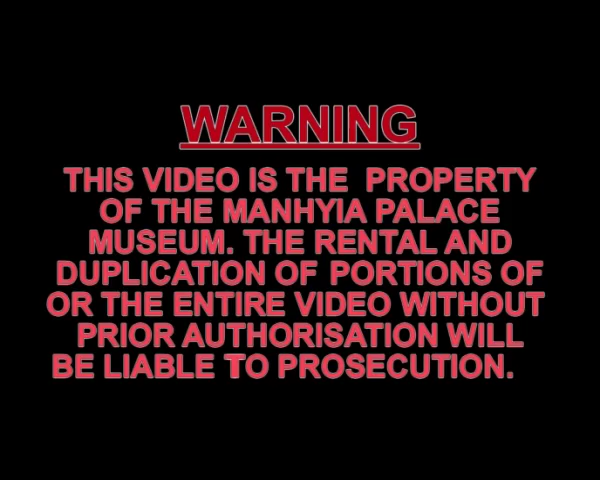 WARNING
THIS VIDEO IS THE PROPERTY
OF THE MANHYIA PALACE
MUSEUM. THE RENTAL AND
DUPLICATION OF PORTIONS OF
OR THE ENTIRE VIDEO WITHOUT
PRIOR AUTHORISATION WILL
BE LIABLE TO PROSECUTION.